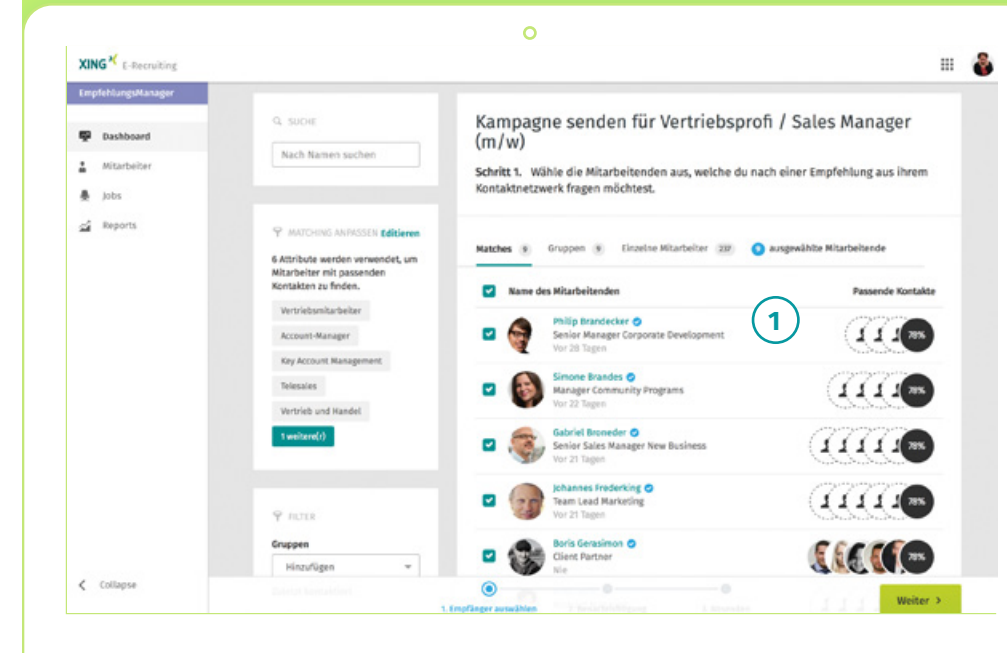 XING E-Recruiting
EmpfehlungsManager
Dashboard
Mitarbeiter
Jobs
Reports
Collapse
SUCHE
Nach Namen suchen
MATCHING ANPASSEN Editieren
6 Attribute werden verwendet, um
Mitarbeiter mit passenden
Kontakten zu finden.
Vertriebsmitarbeiter
Account-Manager
Key Account Management
Telesales
Vertrieb und Handel
1 weitere(r)
FILTER
Gruppen
Hinzufügen
Kampagne senden für Vertriebsprofi / Sales Manager
(m/w)
Schritt 1. Wähle die Mitarbeitenden aus, welche du nach einer Empfehlung aus ihrem
Kontaktnetzwerk fragen möchtest.
Matches 9 Gruppen 9 Einzelne Mitarbeiter 237 9 ausgewählte Mitarbeitende
Name des Mitarbeitenden Passende Kontakte
1
Philip Brandecker
Senior Manager Corporate Development 78%
Vor 28 Tagen
Simone Brandes
Manager Community Programs 78%
Vor 22 Tagen
Gabriel Broneder
Senior Sales Manager New Business 78%
Vor 21 Tagen
Johannes Frederking
Team Lead Marketing 78%
Vor 21 Tagen
Boris Gerasimon
Client Partner 78%
Nie
1. Empfänger auswählen
Weiter >